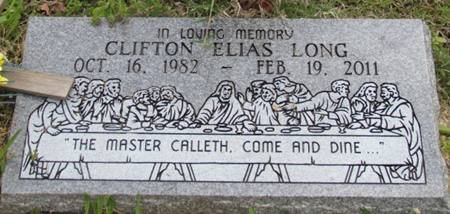 IN LOVING MEMORY
CLIFTON ELIAS LONG
OCT. 16, 1982 – FEB. 19, 2011
"THE MASTER CALLETH, COME AND DINE..."